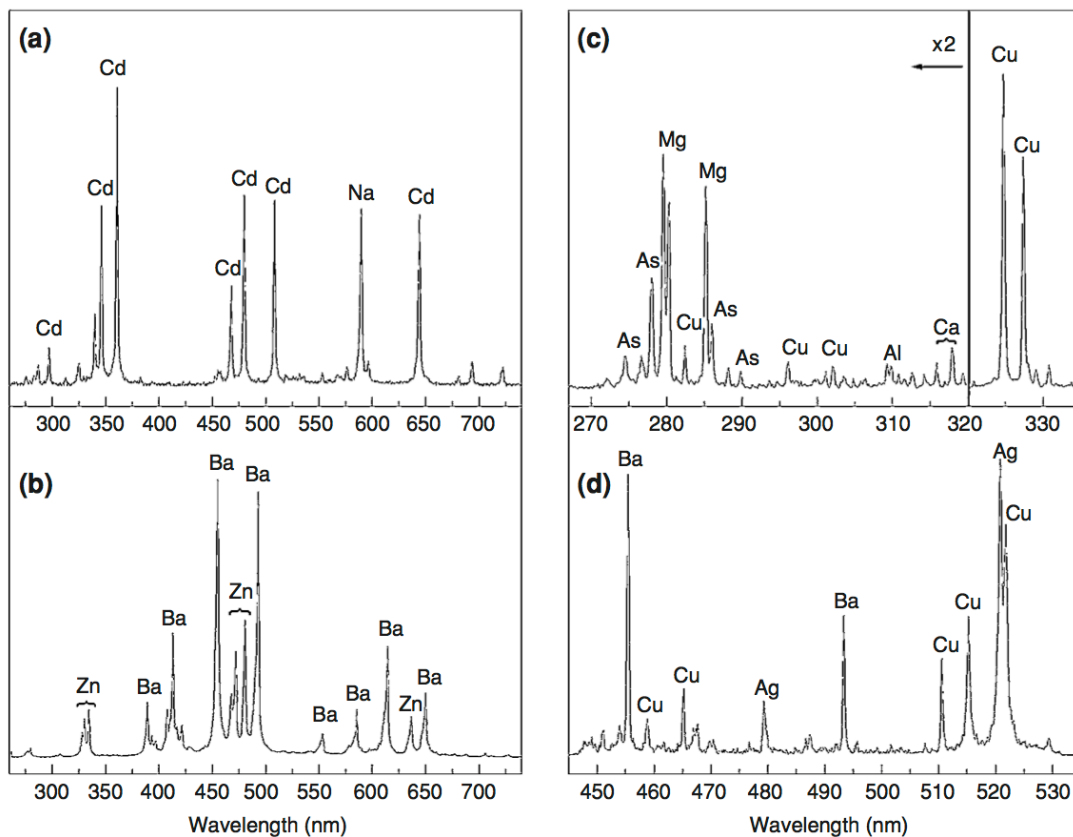 (a)
Cd
Cd
Cd
Cd
Na
Cd
Cd
Cd
300 350 400 450 500 550 600 650 700
(c)
x2
Cu
Mg
Mg
Cu
As
As
Cu
Ca
As
As
Cu
Cu
Al
270 280 290 300 310 320 330
(b)
Ba
Ba
Zn
Ba
Ba
Zn
Ba
Ba
Ba
Zn
Ba
300 350 400 450 500 550 600 650 700
Wavelength (nm)
(d)
Ag
Ba
Cu
Ba
Cu
Cu
Cu
Ag
Cu
450 460 470 480 490 500 510 520 530
Wavelength (nm)